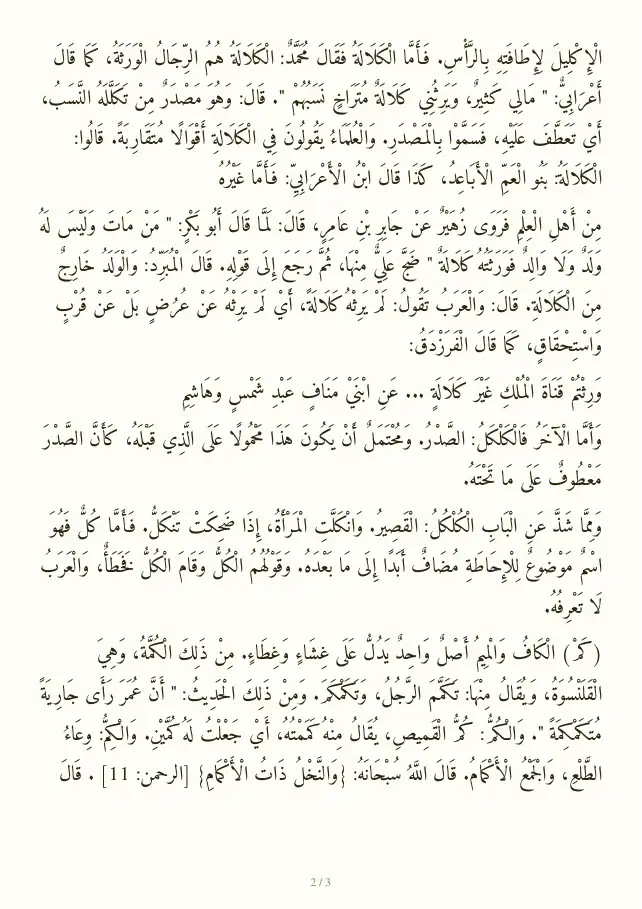 الْإِكْلِيلَ لِإِطَافَتِهِ بِالرَّأْسِ. فَأَمَّا الْكَلَالَةُ فَقَالَ مُحَمَّدٌ: الْكَلَالَةُ هُمُ الرِّجَالُ الْوَرَثَةُ، كَمَا قَالَ
أَعْرَابِيٌّ: " مَالِي كَثِيرٌ، وَيَرِثُنِي كَلَالَةٌ مُتَرَاخٍ نَسَبُهُمْ ". قَالَ: وَهُوَ مَصْدَرٌ مِنْ تَكَلَّلَهُ النَّسَبُ،
أَيْ تَعَطَّفَ عَلَيْهِ، فَسَمَّوْا بِالْمَصْدَرِ. وَالْعُلَمَاءُ يَقُولُونَ فِي الْكَلَالَةِ أَقْوَالًا مُتَقَارِبَةً. قَالُوا:
الْكَلَالَةُ: بَنُو الْعَمِّ الْأَبَاعِدُ، كَذَا قَالَ ابْنُ الْأَعْرَابِيِّ: فَأَمَّا غَيْرُهُ
مِنْ أَهْلِ الْعِلْمِ فَرَوَى زُهَيْرٌ عَنْ جَابِرِ بْنِ عَامِرٍ، قَالَ: لَمَّا قَالَ أَبُو بَكْرٍ: " مَنْ مَاتَ وَلَيْسَ لَهُ
وَلَدٌ وَلَا وَالِدٌ فَوَرَثَتُهُ كَلَالَةٌ " ضَجَّ عَلِيٌّ مِنْهَا، ثُمَّ رَجَعَ إِلَى قَوْلِهِ. قَالَ الْمُبَرِّدُ: وَالْوَلَدُ خَارِجٌ
مِنَ الْكَلَالَةِ. قَالَ: وَالْعَرَبُ تَقُولُ: لَمْ يَرِثْهُ كَلَالَةً، أَيْ لَمْ يَرِثْهُ عَنْ عُرُضٍ بَلْ عَنْ قُرْبٍ
وَاسْتِحْقَاقٍ، كَمَا قَالَ الْفَرَزْدَقُ:
وَرِثْتُمْ قَنَاةَ الْمُلْكِ غَيْرَ كَلَالَةٍ ... عَنِ ابْنَيْ مَنَافٍ عَبْدِ شَمْسٍ وَهَاشِمِ
وَأَمَّا الْآخَرُ فَالْكَلْكَلُ: الصَّدْرُ. وَمُحْتَمَلٌ أَنْ يَكُونَ هَذَا مَحْمُولًا عَلَى الَّذِي قَبْلَهُ، كَأَنَّ الصَّدْرَ
مَعْطُوفٌ عَلَى مَا تَحْتَهُ.
وَمِمَّا شَذَّ عَنِ الْبَابِ الْكُلْكُلُ: الْقَصِيرُ. وَانْكَلَّتِ الْمَرْأَةُ، إِذَا ضَحِكَتْ تَنْكَلُّ. فَأَمَّا كُلٌّ فَهُوَ
اسْمٌ مَوْضُوعٌ لِلْإِحَاطَةِ مُضَافٌ أَبَدًا إِلَى مَا بَعْدَهُ. وَقَوْلُهُمُ الْكُلُّ وَقَامَ الْكُلُّ فَخَطَأٌ، وَالْعَرَبُ
لَا تَعْرِفُهُ.
(كَمْ) الْكَافُ وَالْمِيمُ أَصْلٌ وَاحِدٌ يَدُلُّ عَلَى غِشَاءٍ وَغِطَاءٍ. مِنْ ذَلِكَ الْكُمَّةُ، وَهِيَ
الْقَلَنْسُوَةُ، وَيُقَالُ مِنْهَا: تَكَمَّمَ الرَّجُلُ، وَتَكَمْكَمَ. وَمِنْ ذَلِكَ الْحَدِيثُ: " أَنَّ عُمَرَ رَأَى جَارِيَةً
مُتَكَمْكِمَةً ". وَالْكُمُّ: كُمُّ الْقَمِيصِ، يُقَالُ مِنْهُ كَمَمْتُهُ، أَيْ جَعَلْتُ لَهُ كُمَّيْنِ. وَالْكِمُّ: وِعَاءُ
الطَّلْعِ، وَالْجَمْعُ الْأَكْمَامُ. قَالَ اللَّهُ سُبْحَانَهُ: {وَالنَّخْلُ ذَاتُ الْأَكْمَامِ} [الرحمن: 11] . قَالَ
2 / 3